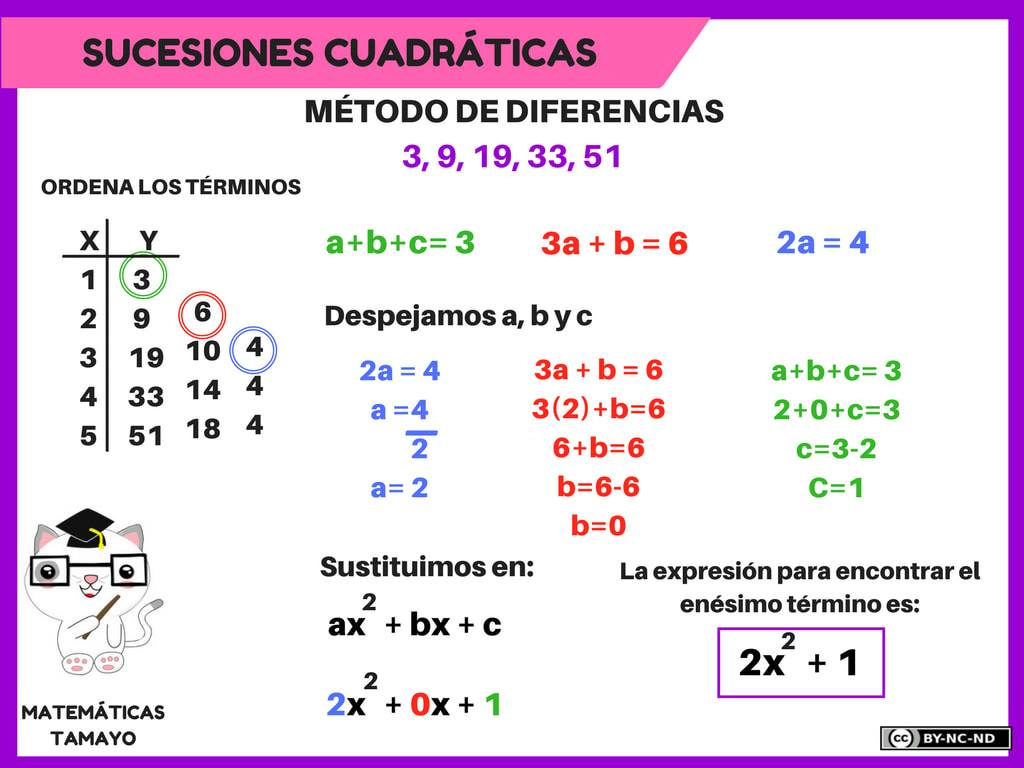 SUCESIONES CUADRÁTICAS
MÉTODO DE DIFERENCIAS
3, 9, 19, 33, 51
ORDENA LOS TÉRMINOS
X Y
1 3
2 9 6
3 19 10 4
4 33 14 4
5 51 18 4
a+b+c= 3 3a + b = 6 2a = 4
Despejamos a, b y c
2a = 4
a =4
2
a= 2
3a + b = 6
3(2)+b=6
6+b=6
b=6-6
b=0
a+b+c= 3
2+0+c=3
c=3-2
C=1
Sustituimos en:
ax² + bx + c
2x² + 0x + 1
La expresión para encontrar el
enésimo término es:
2x² + 1
MATEMÁTICAS
TAMAYO
cc BY-NC-ND